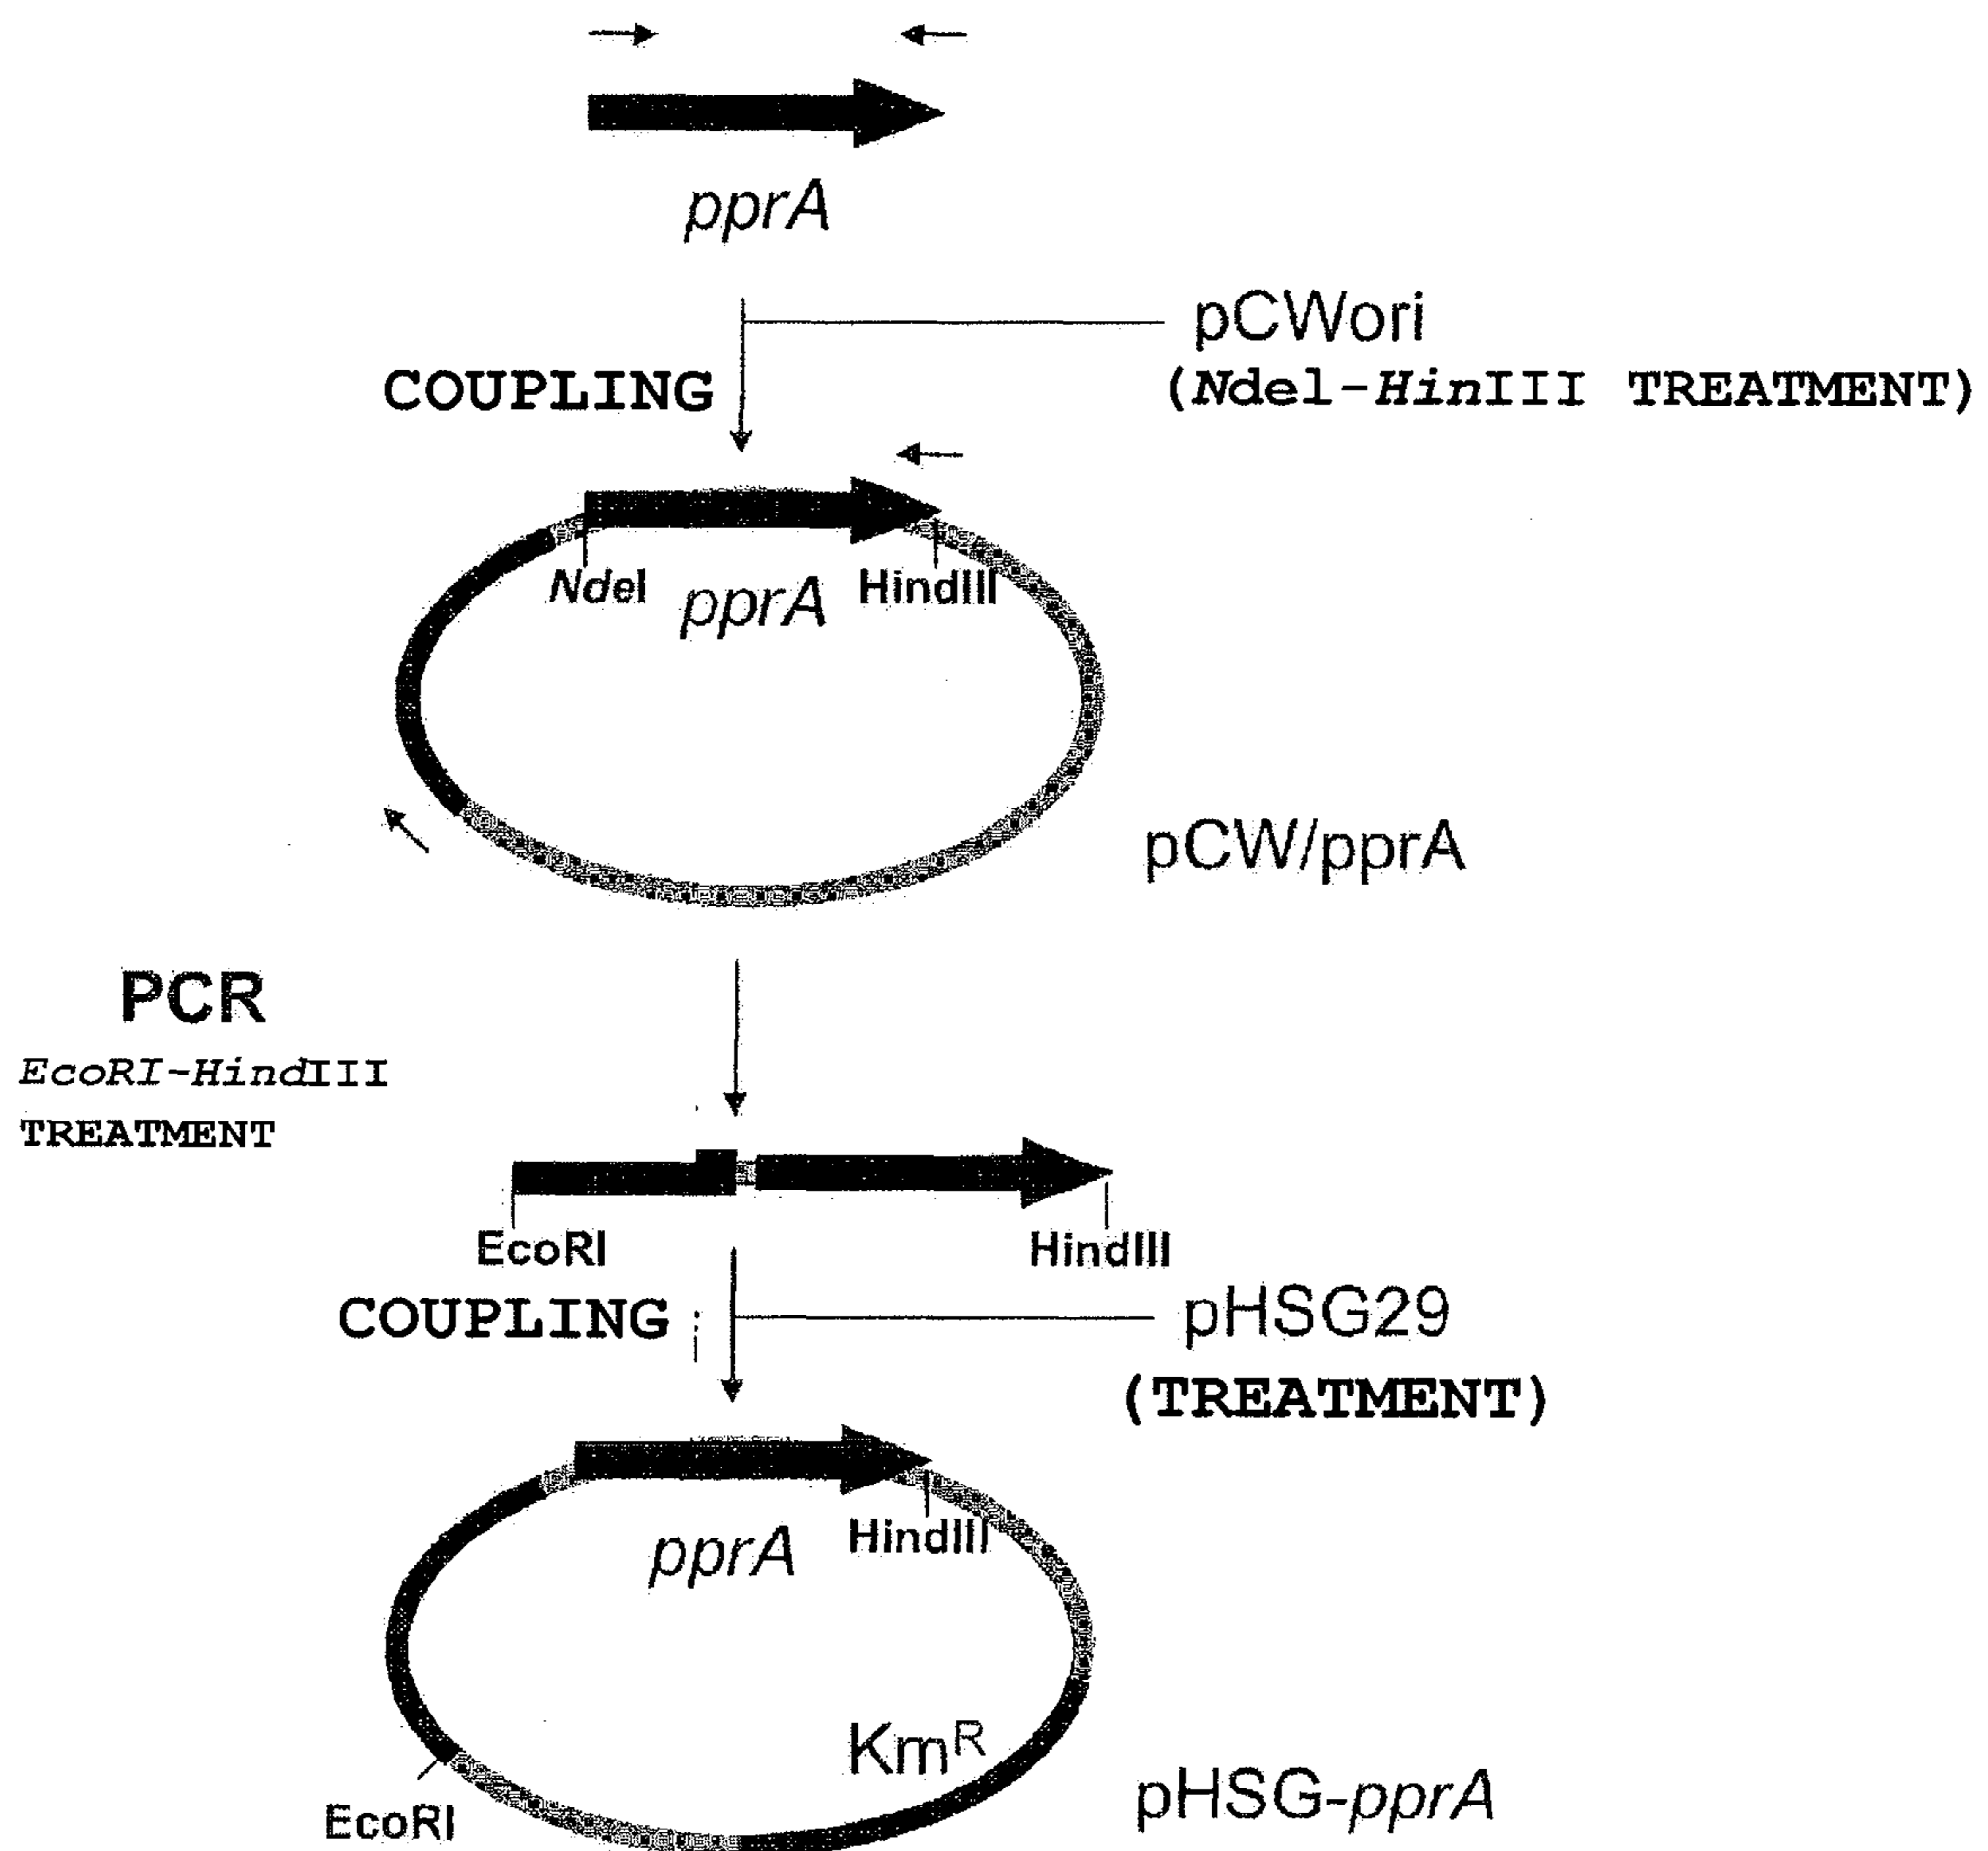 pprA
pCWori
COUPLING
(Ndel-HinIII TREATMENT)
NdeI
pprA
HindIII
pCW/pprA
PCR
EcoRI-HindIII
TREATMENT
EcoRI
HindIII
COUPLING
pHSG29
(TREATMENT)
pprA
HindIII
KmR
EcoRI
pHSG-pprA